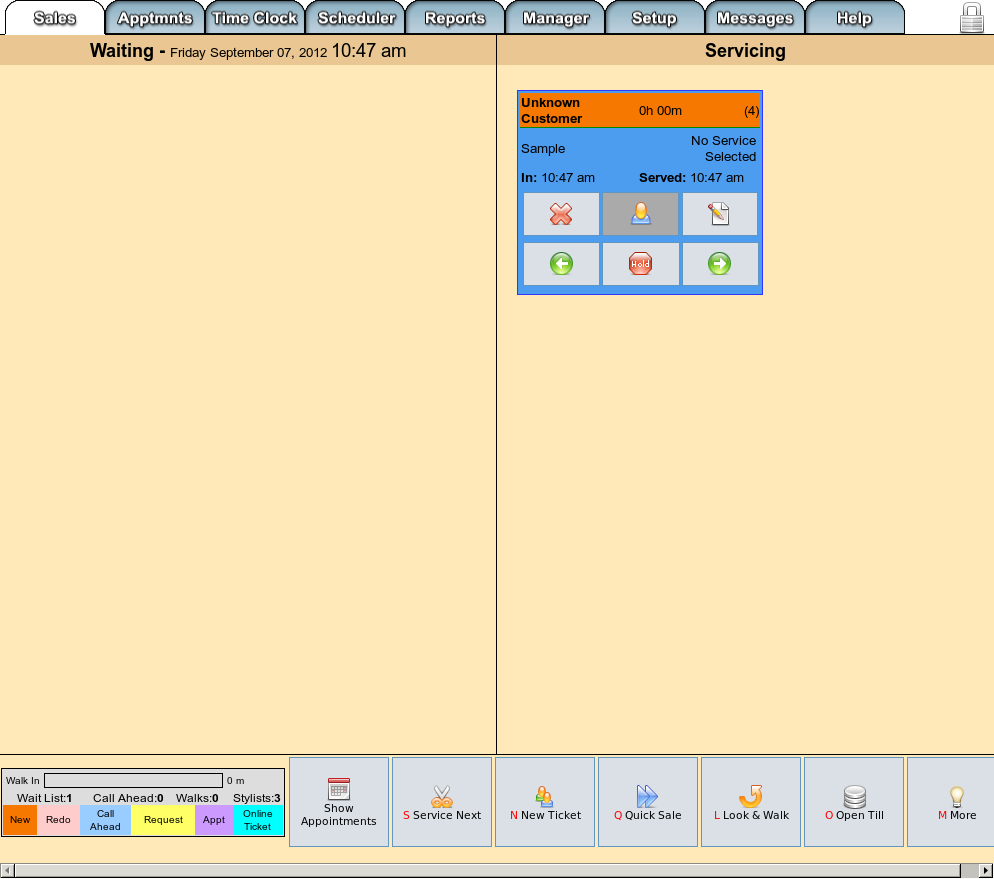 Sales Apptmnts Time Clock Scheduler Reports Manager Setup Messages Help
Waiting - Friday September 07, 2012 10:47 am
Servicing
Unknown
Customer
0h 00m
(4)
Sample
No Service
Selected
In: 10:47 am
Served: 10:47 am
Hold
Walk In
0 m
Wait List:1 Call Ahead:0 Walks:0 Stylists:3
New
Redo
Call
Ahead
Request
Appt
Online
Ticket
Show
Appointments
S Service Next
N New Ticket
Q Quick Sale
L Look & Walk
O Open Till
M More